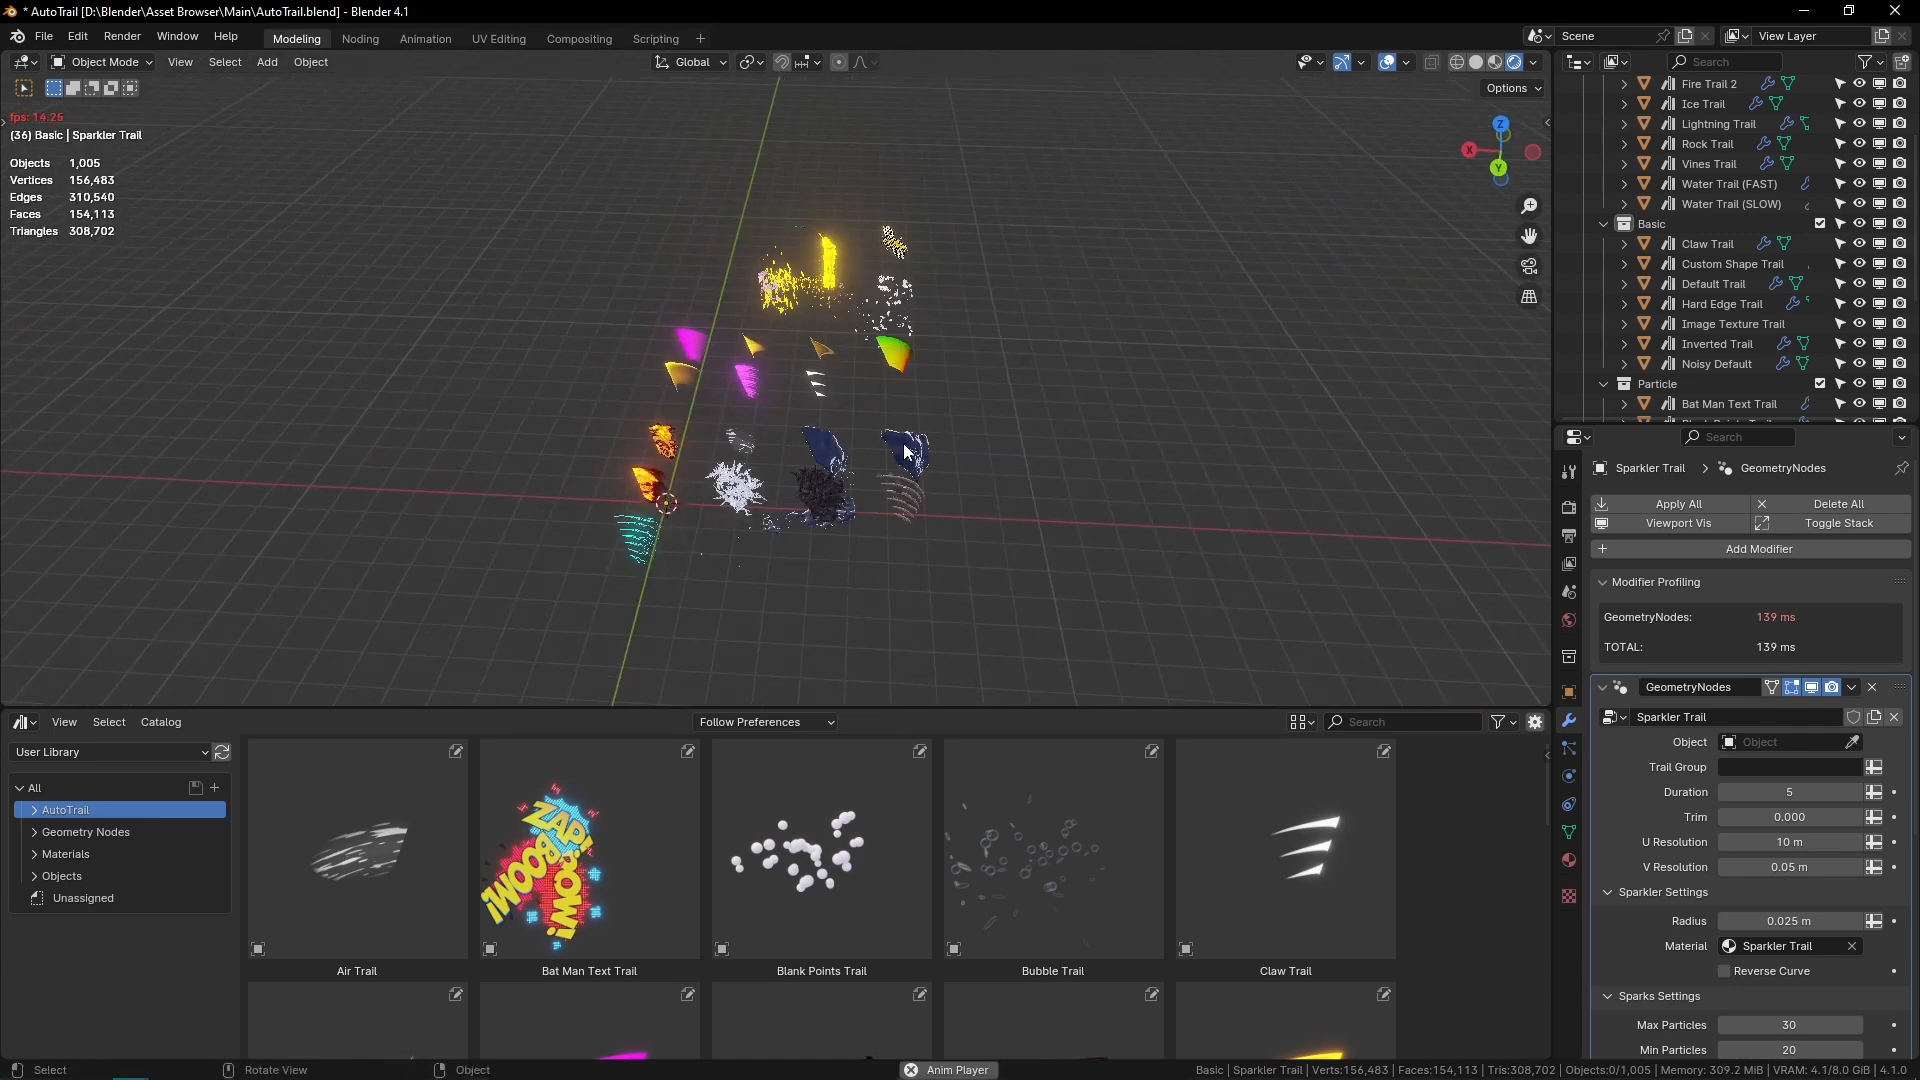 * AutoTrail [D:\Blender\Asset Browser\Main\AutoTrail.blend] - Blender 4.1
File Edit Render Window Help Modeling Noding Animation UV Editing Compositing Scripting + Scene View Layer
Object Mode View Select Add Object Global Search
Options
fps: 14.25
(36) Basic | Sparkler Trail
Objects 1,005
Vertices 156,483
Edges 310,540
Faces 154,113
Triangles 308,702
Z
X
Y
Fire Trail 2
Ice Trail
Lightning Trail
Rock Trail
Vines Trail
Water Trail (FAST)
Water Trail (SLOW)
Basic
Claw Trail
Custom Shape Trail
Default Trail
Hard Edge Trail
Image Texture Trail
Inverted Trail
Noisy Default
Particle
Bat Man Text Trail
Search
Sparkler Trail > GeometryNodes
Apply All Delete All
Viewport Vis Toggle Stack
Add Modifier
Modifier Profiling
GeometryNodes: 139 ms
TOTAL: 139 ms
GeometryNodes
Sparkler Trail
Object Object
Trail Group
Duration 5
Trim 0.000
U Resolution 10 m
V Resolution 0.05 m
Sparkler Settings
Radius 0.025 m
Material Sparkler Trail
Reverse Curve
Sparks Settings
Max Particles 30
Min Particles 20
View Select Catalog Follow Preferences Search
User Library
All
AutoTrail
Geometry Nodes
Materials
Objects
Unassigned
ZAP!
BOOM!
POW!
Air Trail Bat Man Text Trail Blank Points Trail Bubble Trail Claw Trail
Select Rotate View Object Anim Player Basic | Sparkler Trail | Verts:156,483 | Faces:154,113 | Tris:308,702 | Objects:0/1,005 | Memory: 309.2 MiB | VRAM: 4.1/8.0 GiB | 4.1.0